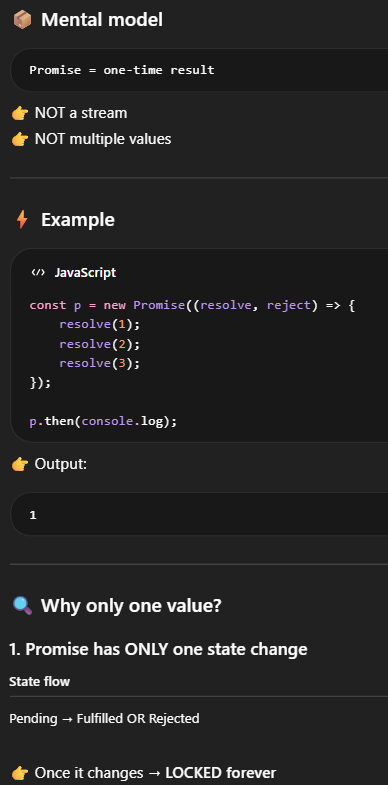 📦 Mental model
Promise = one-time result
👉 NOT a stream
👉 NOT multiple values
⚡ Example
</> JavaScript
const p = new Promise((resolve, reject) => {
    resolve(1);
    resolve(2);
    resolve(3);
});
p.then(console.log);
👉 Output:
1
🔍 Why only one value?
1. Promise has ONLY one state change
State flow
Pending → Fulfilled OR Rejected
👉 Once it changes → LOCKED forever